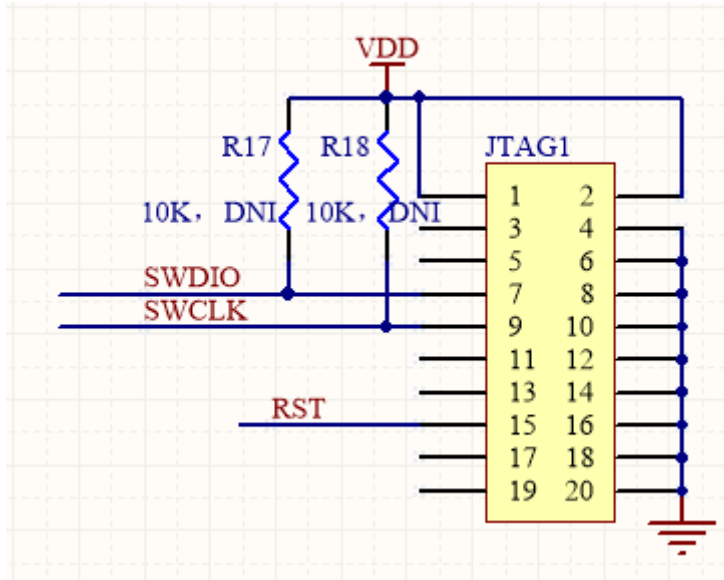 VDD
R17 R18 JTAG1
10K，DNI 10K，DNI
1 2
3 4
5 6
SWDIO
7 8
SWCLK
9 10
11 12
13 14
RST
15 16
17 18
19 20